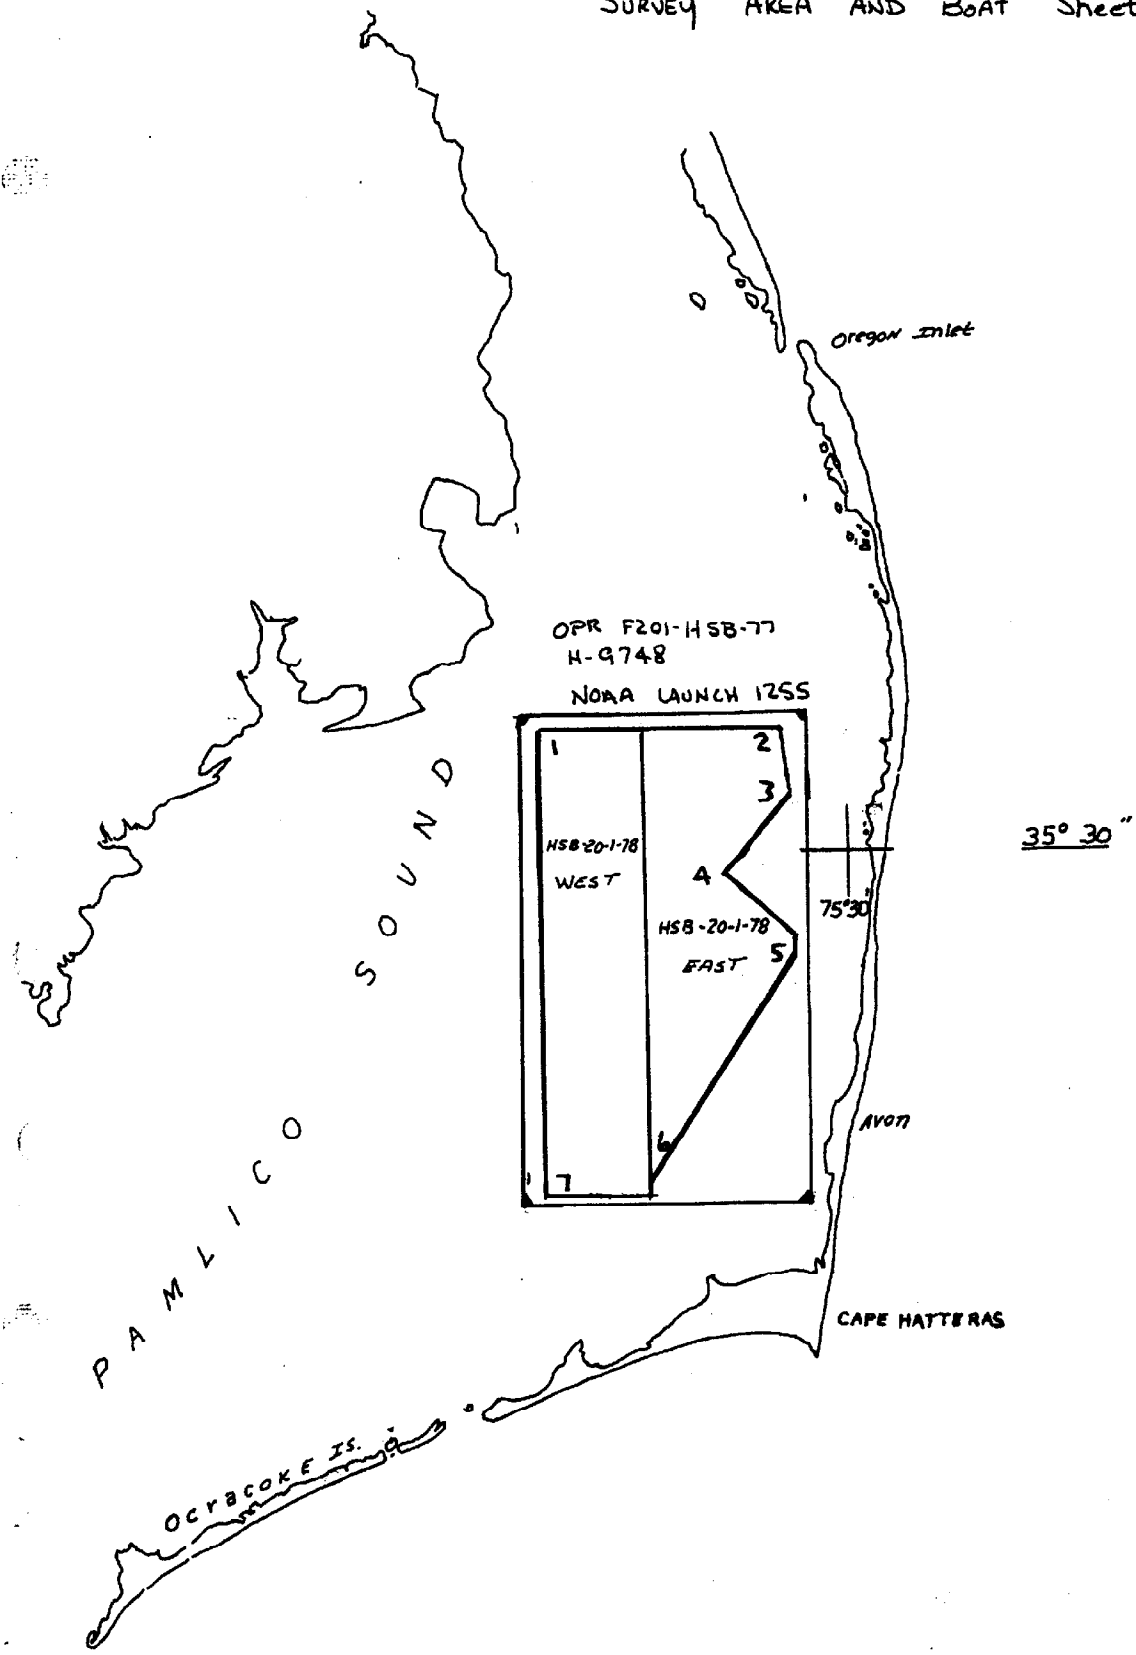 SURVEY AREA AND BOAT Sheet
Oregon Inlet
OPR F201-HSB-77
H-9748
NOAA LAUNCH 1255
1
2
3
HSB-20-1-78
WEST
4
HSB-20-1-78
EAST
5
6
7
35° 30"
75°30"
PAMLICO SOUND
AVON
CAPE HATTERAS
OcracOKE IS.